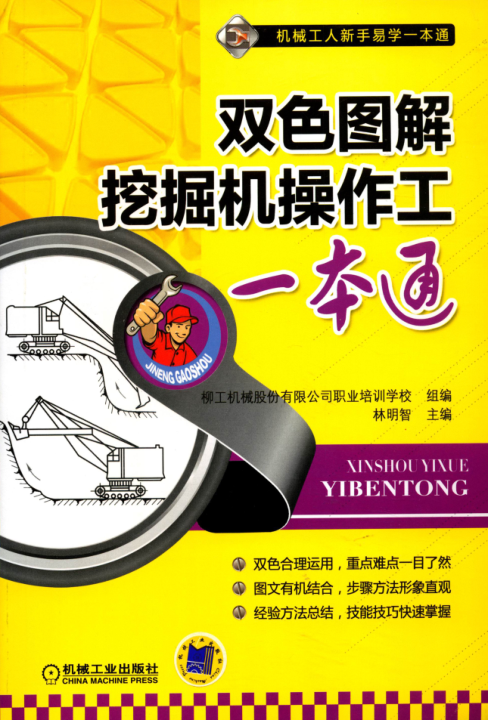 机械工人新手易学一本通
双色图解
挖掘机操作工
一本通
JINENG GAOSHOU
柳工机械股份有限公司职业培训学校 组编
林明智 主编
XINSHOU YIXUE
YIBENTONG
双色合理运用，重点难点一目了然
图文有机结合，步骤方法形象直观
经验方法总结，技能技巧快速掌握
机械工业出版社
CHINA MACHINE PRESS